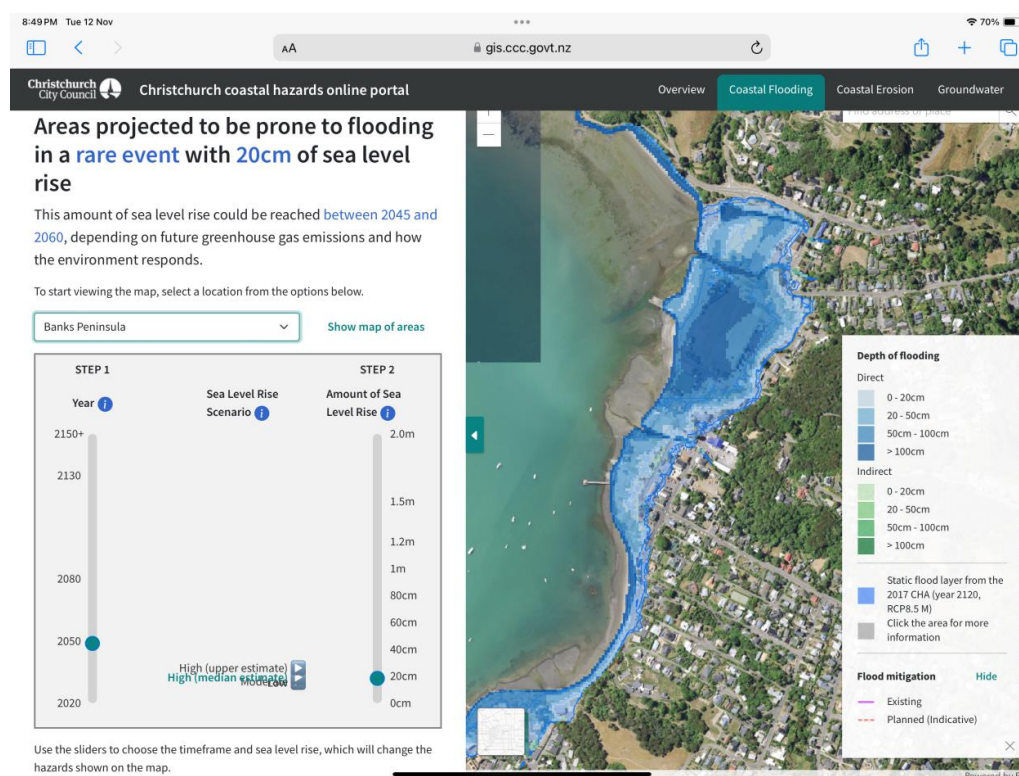 8:49 PM Tue 12 Nov
70%
AA
gis.ccc.govt.nz
Christchurch
City Council
Christchurch coastal hazards online portal
Overview
Coastal Flooding
Coastal Erosion
Groundwater
Areas projected to be prone to flooding
in a rare event with 20cm of sea level
rise
This amount of sea level rise could be reached between 2045 and
2060, depending on future greenhouse gas emissions and how
the environment responds.
To start viewing the map, select a location from the options below.
Banks Peninsula
Show map of areas
STEP 1
STEP 2
Year
Sea Level Rise
Scenario
Amount of Sea
Level Rise
2150+
2130
2080
2050
2020
High (upper estimate)
High (median estimate)
Moderate
Low
2.0m
1.5m
1.2m
1m
80cm
60cm
40cm
20cm
0cm
Use the sliders to choose the timeframe and sea level rise, which will change the
hazards shown on the map.
Find address or place
Depth of flooding
Direct
0 - 20cm
20 - 50cm
50cm - 100cm
> 100cm
Indirect
0 - 20cm
20 - 50cm
50cm - 100cm
> 100cm
Static flood layer from the
2017 CHA (year 2120,
RCP8.5 M)
Click the area for more
information
Flood mitigation
Hide
Existing
Planned (Indicative)
Powered by